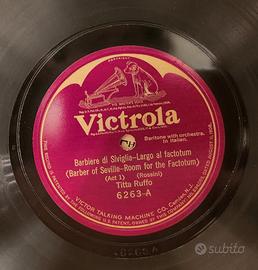 Victrola
Baritone with orchestra.
In Italian.
Barbiere di Siviglia-Largo al factotum
(Barber of Seville-Room for the Factotum)
(Act 1) (Rossini)
Titta Ruffo
6263-A
VICTOR TALKING MACHINE CO. Camden, N.J.
subito